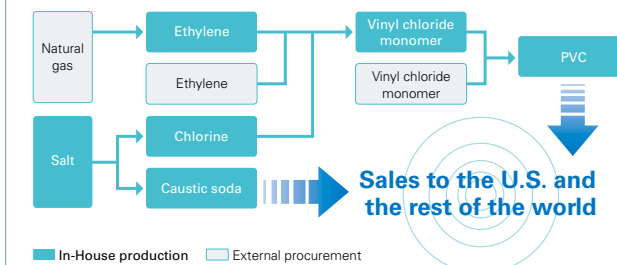 Natural
gas
Ethylene
Ethylene
Vinyl chloride
monomer
Vinyl chloride
monomer
PVC
Salt
Chlorine
Caustic soda
Sales to the U.S. and
the rest of the world
In-House production
External procurement